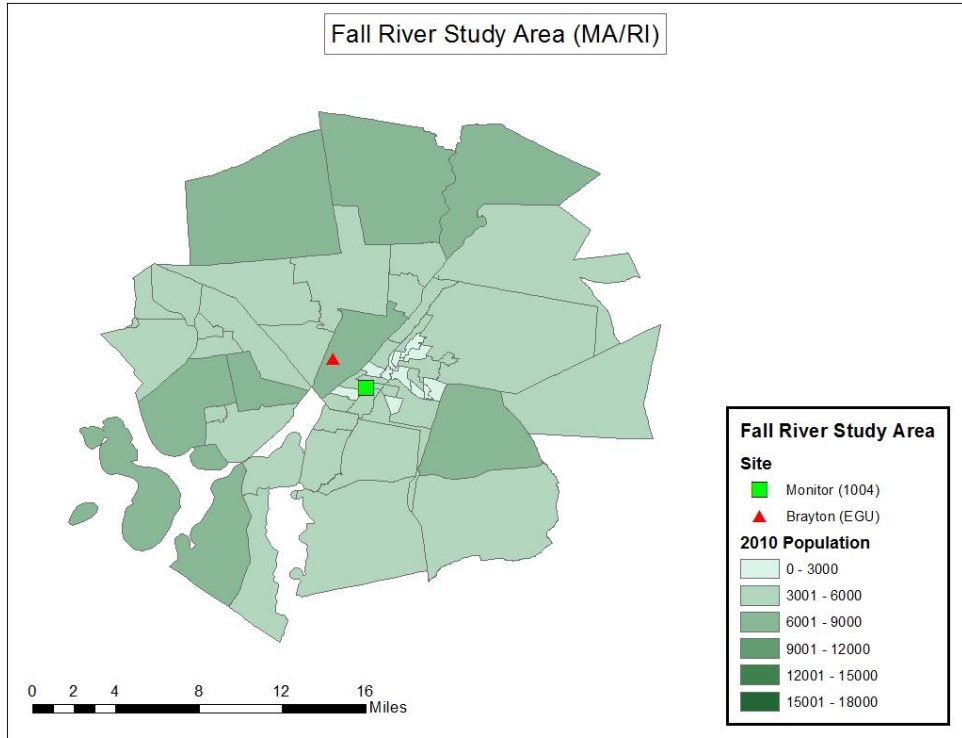 Fall River Study Area (MA/RI)
Fall River Study Area
Site
Monitor (1004)
Brayton (EGU)
2010 Population
0 - 3000
3001 - 6000
6001 - 9000
9001 - 12000
12001 - 15000
15001 - 18000
0 2 4 8 12 16
Miles